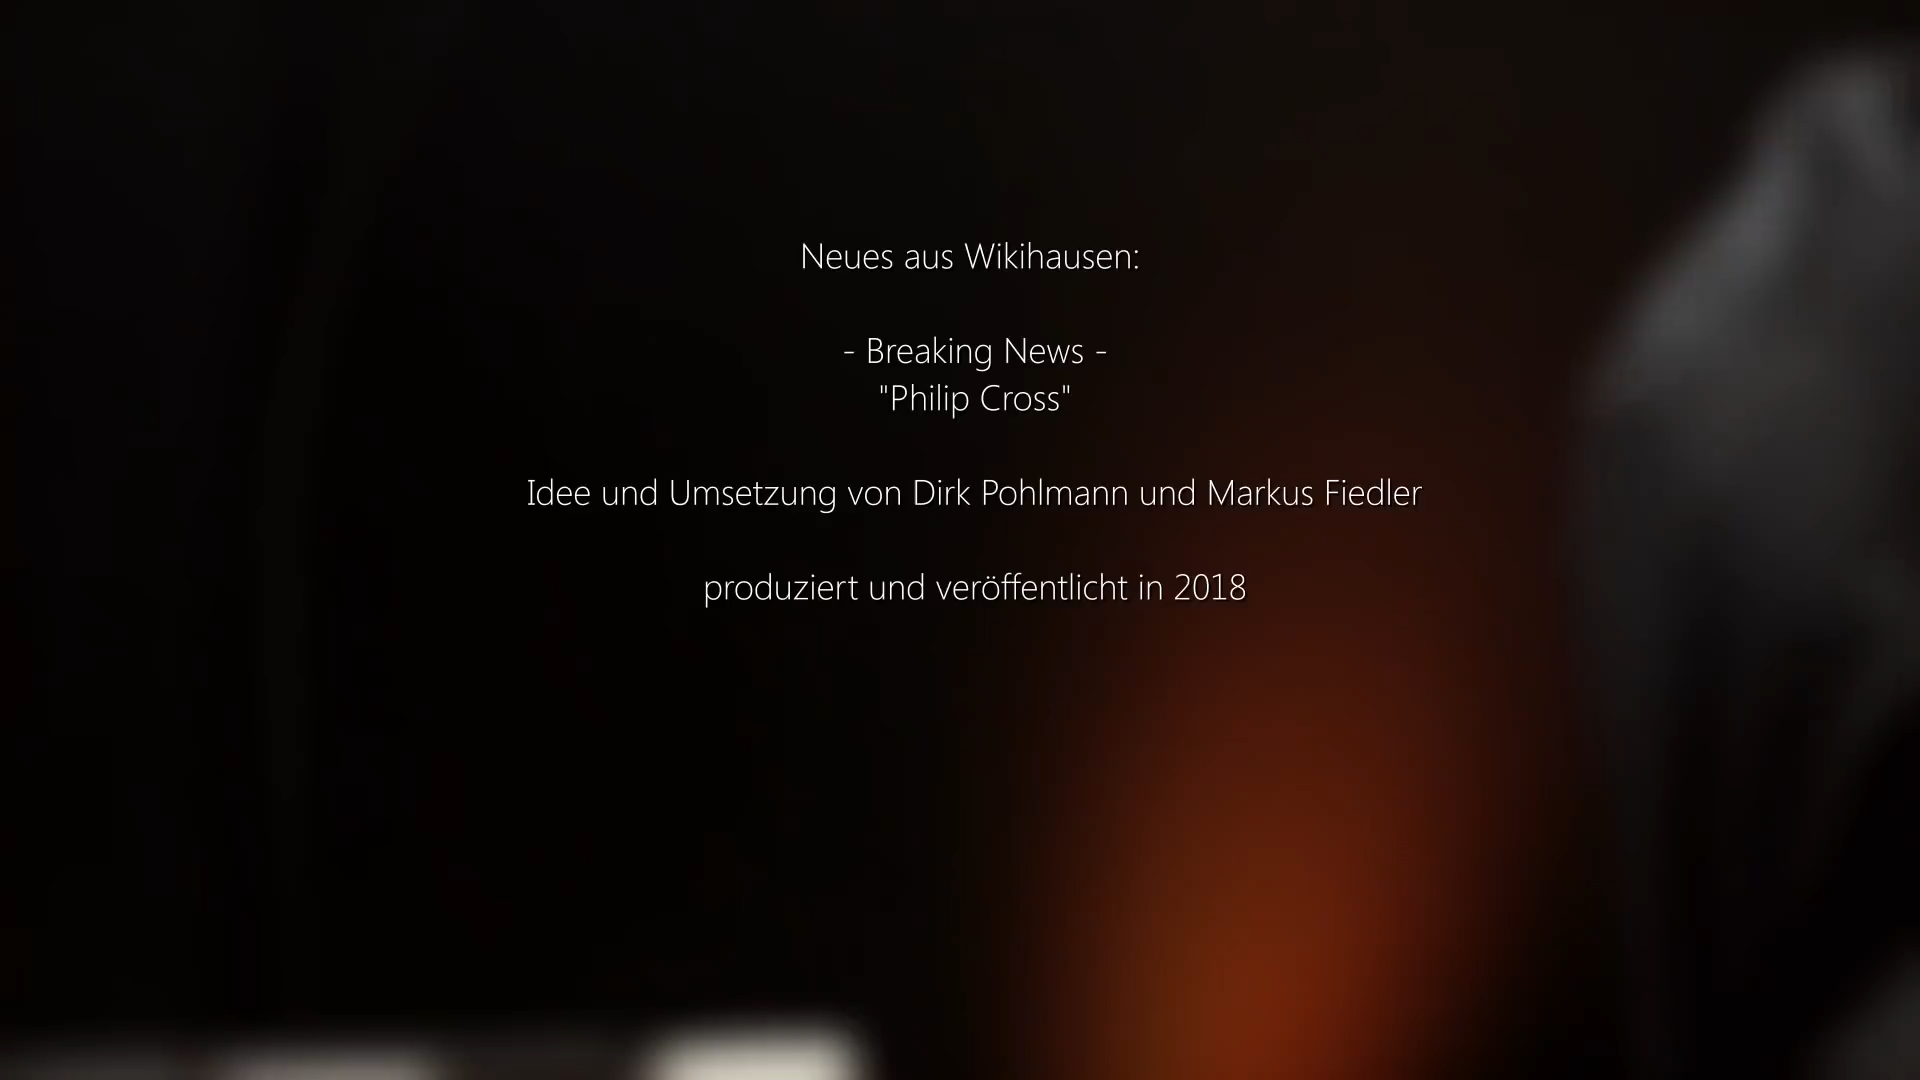 Neues aus Wikihausen:
- Breaking News -
"Philip Cross"
Idee und Umsetzung von Dirk Pohlmann und Markus Fiedler
produziert und veröffentlicht in 2018